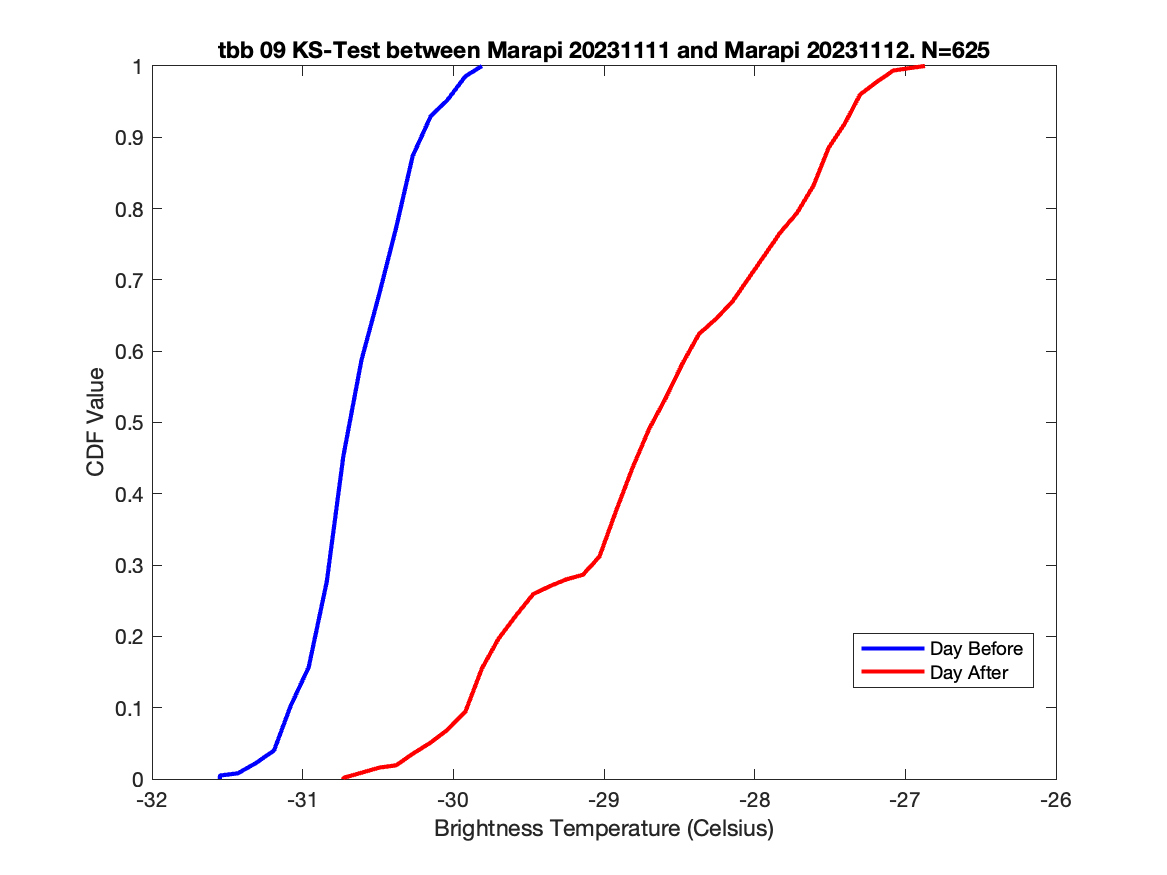 tbb 09 KS-Test between Marapi 20231111 and Marapi 20231112. N=625
1
0.9
0.8
0.7
0.6
0.5
0.4
0.3
0.2
0.1
0
CDF Value
Day Before
Day After
-32 -31 -30 -29 -28 -27 -26
Brightness Temperature (Celsius)